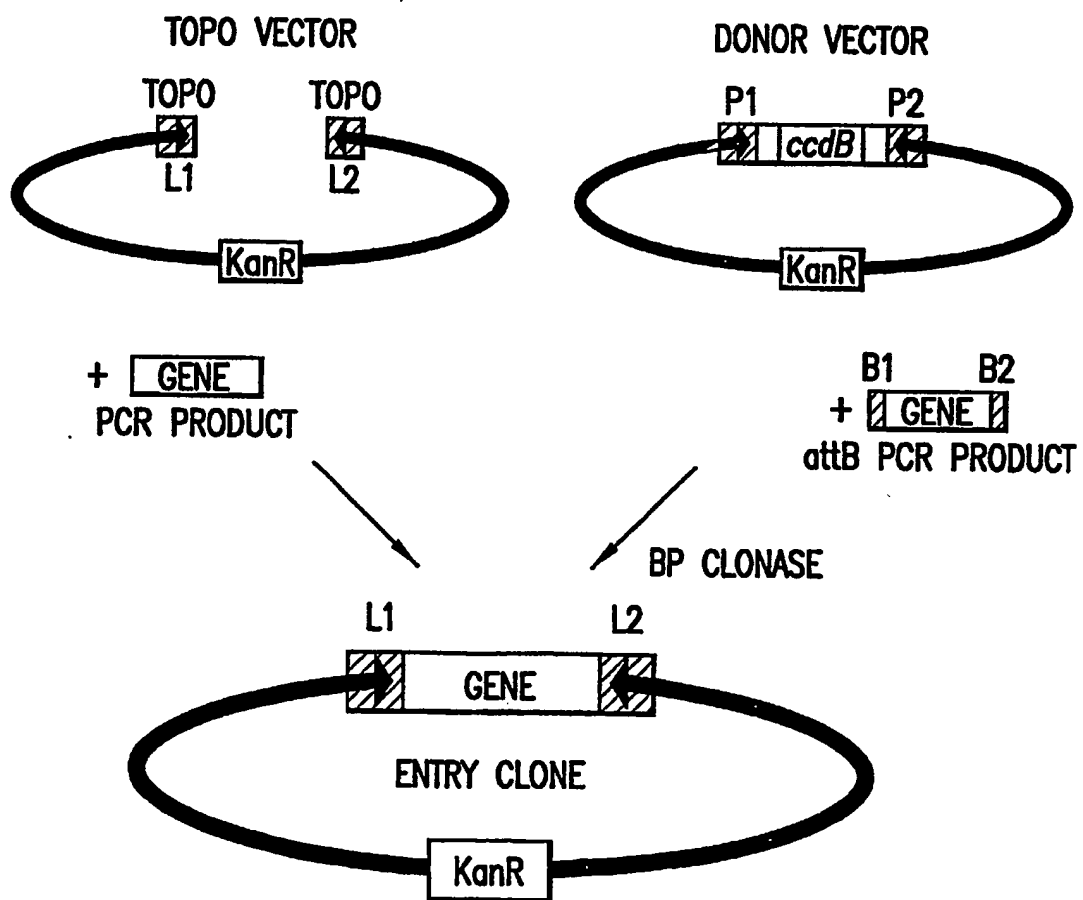 TOPO VECTOR
TOPO TOPO
L1 L2
KanR
+ GENE
PCR PRODUCT
DONOR VECTOR
P1 P2
ccdB
KanR
B1 B2
+ GENE
attB PCR PRODUCT
BP CLONASE
L1 L2
GENE
ENTRY CLONE
KanR